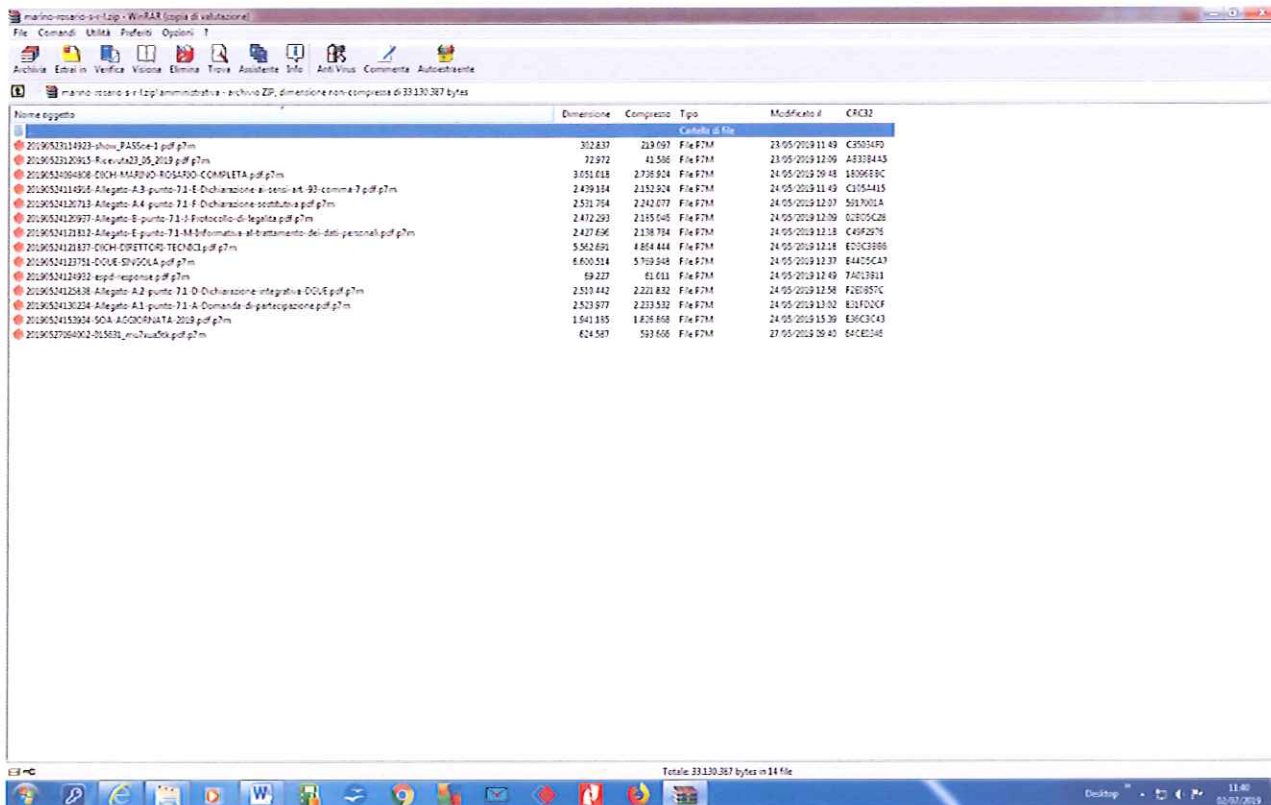 marino-rosario-s-r-l.zip - WinRAR (copia di valutazione)
File Comandi Utilità Preferiti Opzioni ?
Archivia Estrai in Verifica Visiona Elimina Trova Assistente Info Anti Virus Commenta Autoestraente
marino-rosario-s-r-l.zip\amministrativa - archivio ZIP, dimensione non-compressa di 33.130.387 bytes
Nome oggetto Dimensione Compresso Tipo Modificato il CRC32
.. Cartella di file
20190523114923-show_PASSoe-1.pdf.p7m 302.837 219.097 File P7M 23/05/2019 11:49
20190523120915-Ricevuta23_05_2019.pdf.p7m 72.972 41.566 File P7M 23/05/2019 12:09 A83384A5
20190524094808-DICH-MARINO-ROSARIO-COMPLETA.pdf.p7m 3.051.018 2.736.924 File P7M 24/05/2019 09:48
20190524114916-Allegato-A.3-punto-7.1-E-Dichiarazione-ai-sensi-art.-93-comma-7.pdf.p7m 2.439.184 2.152.924 File P7M 24/05/2019 11:49 C1054415
20190524120713-Allegato-A.4-punto-7.1-F-Dichiarazione-sostitutiva.pdf.p7m 2.531.764 2.242.077 File P7M 24/05/2019 12:07 5917001A
20190524120937-Allegato-B-punto-7.1-J-Protocollo-di-legalita.pdf.p7m 2.472.293 2.185.046 File P7M 24/05/2019 12:09 02BD5C28
20190524121812-Allegato-E-punto-7.1-M-Informativa-al-trattamento-dei-dati-personali.pdf.p7m 2.427.696 2.138.784 File P7M 24/05/2019 12:18 C49F2976
20190524121837-DICH-DIRETTORI-TECNICI.pdf.p7m 5.562.691 4.864.444 File P7M 24/05/2019 12:18
20190524123751-DGUE-SINGOLA.pdf.p7m 6.600.514 5.769.948 File P7M 24/05/2019 12:37 E44D5CA7
20190524124932-espd-response.pdf.p7m 69.227 61.011 File P7M 24/05/2019 12:49 7A013911
20190524125838-Allegato-A.2-punto-7.1-D-Dichiarazione-integrativa-DGUE.pdf.p7m 2.510.442 2.221.832 File P7M 24/05/2019 12:58 F2E0857C
20190524130234-Allegato-A.1-punto-7.1-A-Domanda-di-partecipazione.pdf.p7m 2.523.977 2.233.532 File P7M 24/05/2019 13:02 E31FD2CF
20190524153934-SOA-AGGIORNATA-2019.pdf.p7m 1.941.185 1.826.868 File P7M 24/05/2019 15:39 E36C3C43
20190527094002-015631_mu7xua5tk.pdf.p7m 624.587 593.666 File P7M 27/05/2019 09:40
Totale 33.130.387 bytes in 14 file
Desktop 11:40
02/07/2019